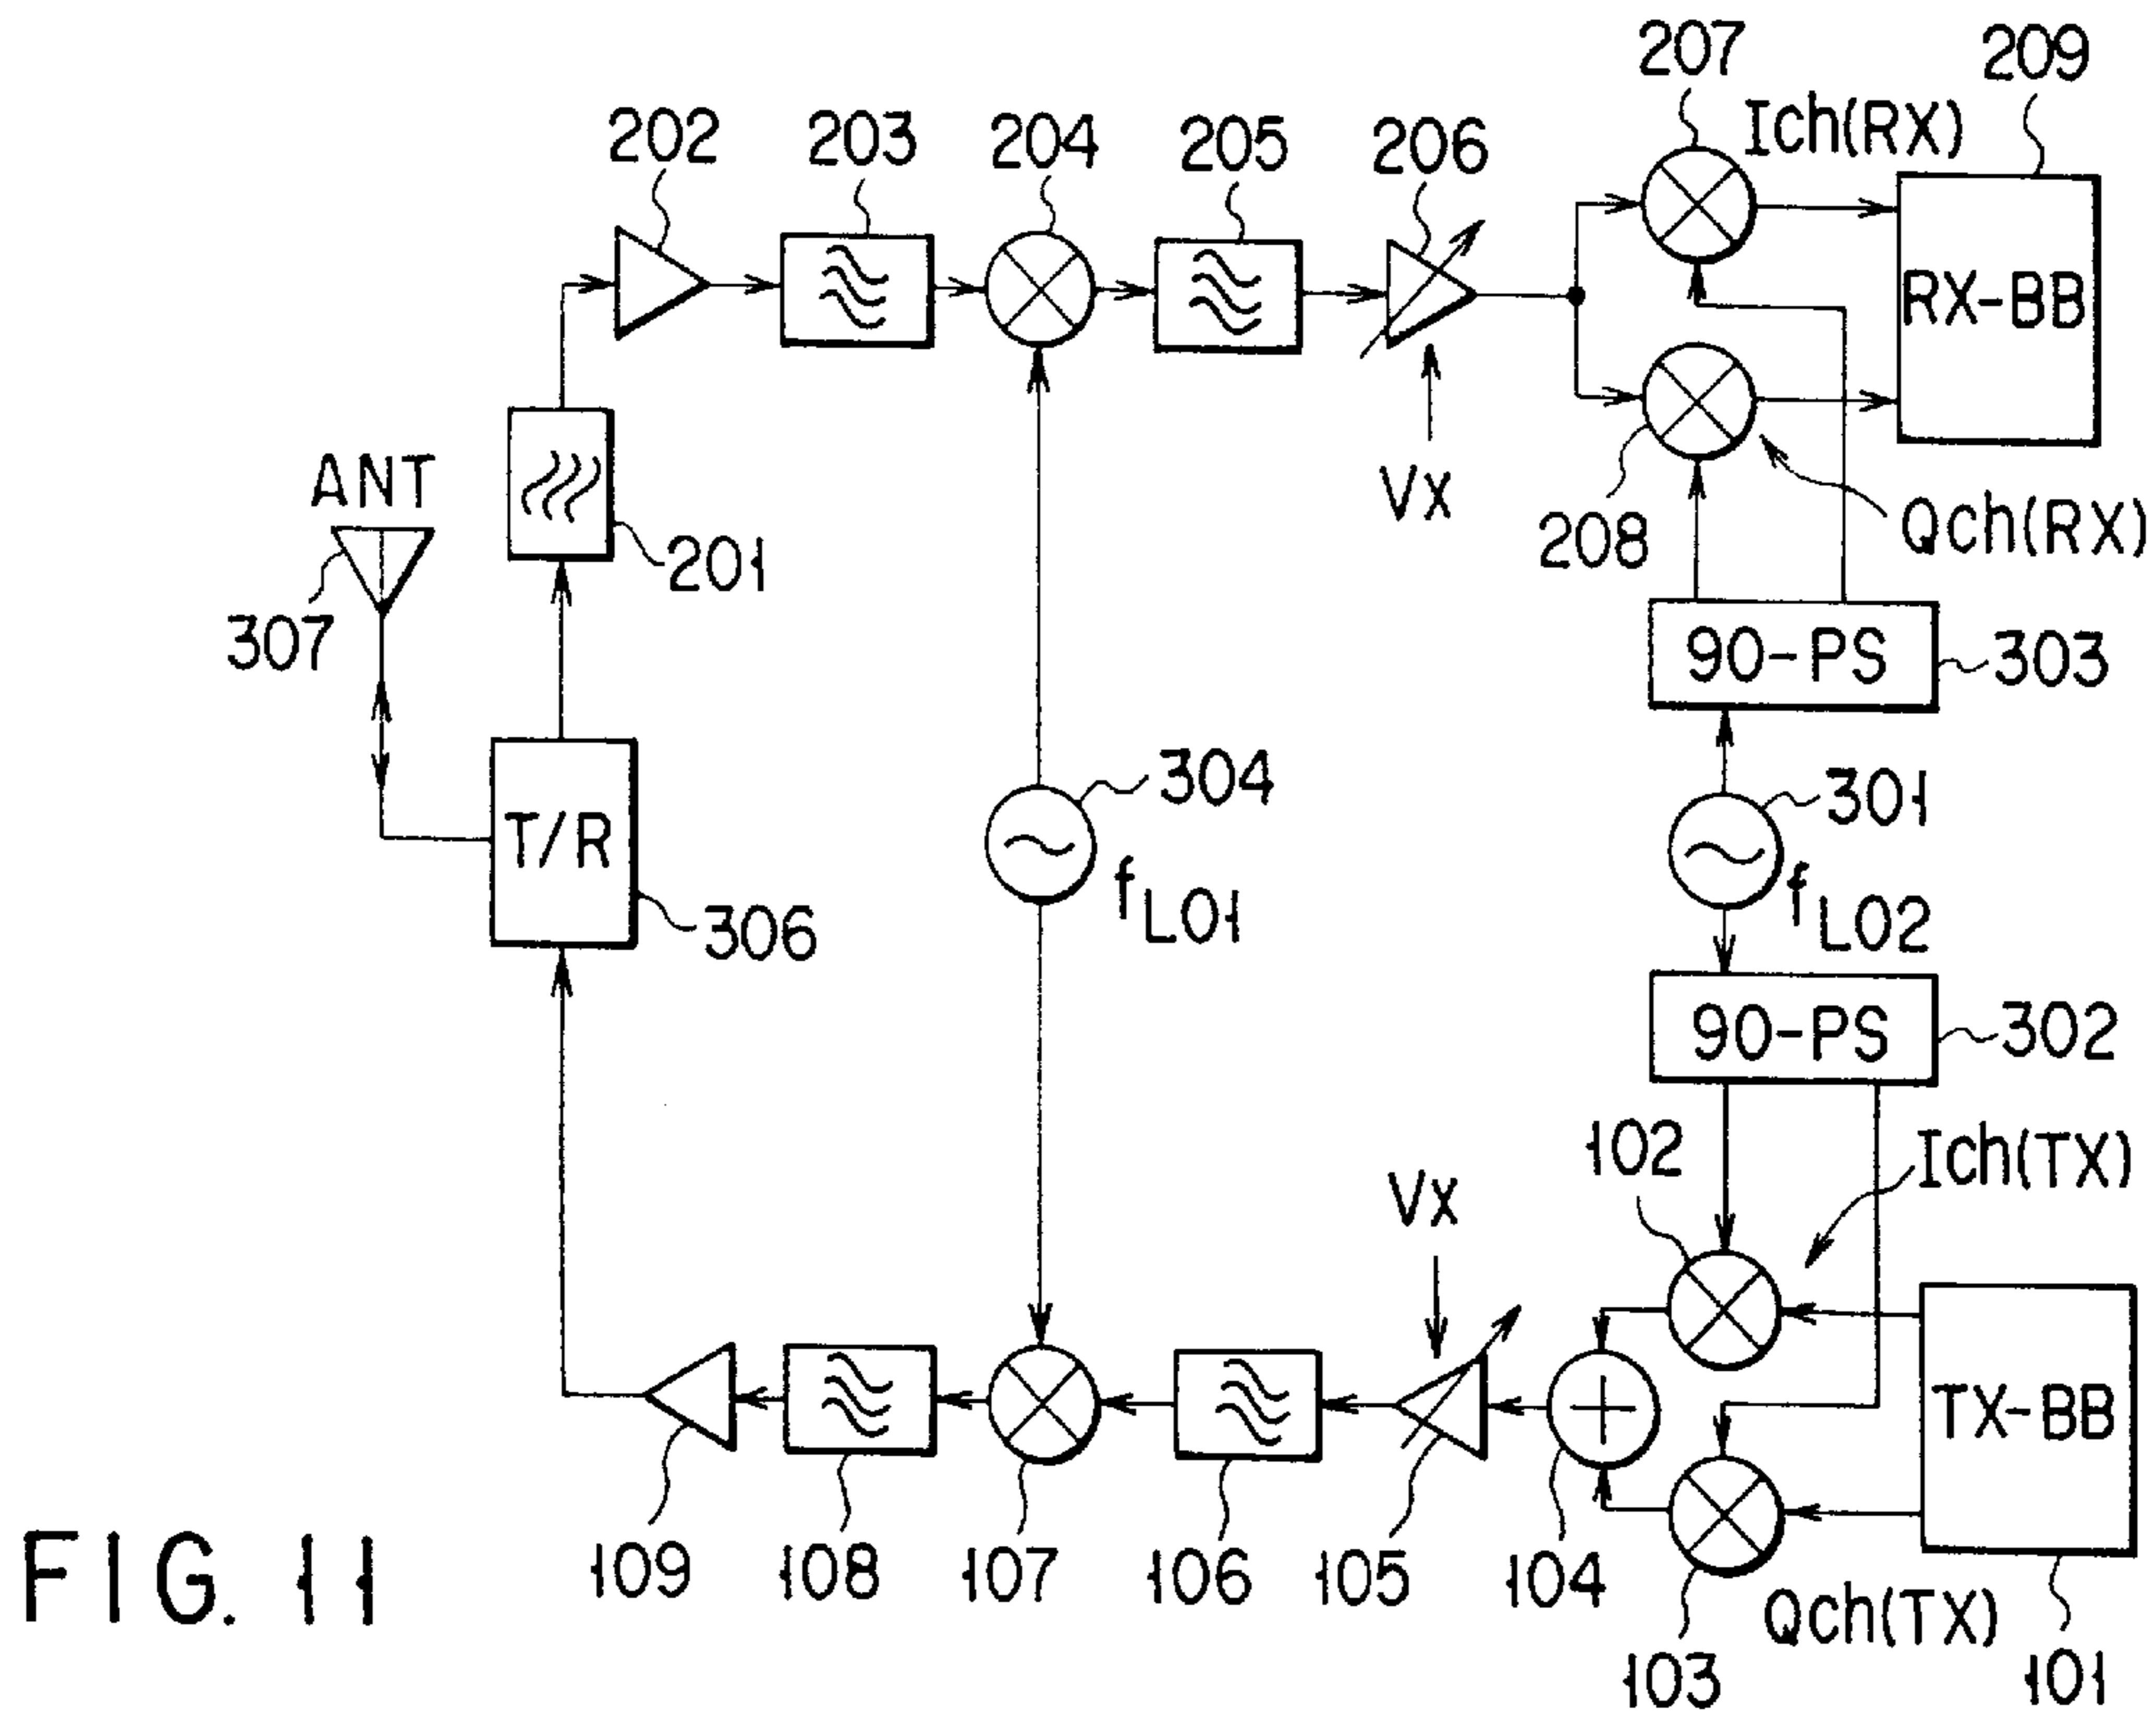 207
209
202
203
204
205
206
Ich(RX)
RX-BB
ANT
201
Vx
208
Qch(RX)
307
90-PS
303
304
301
T/R
fLO1
fLO2
306
90-PS
302
102
Ich(TX)
Vx
TX-BB
109
108
107
106
105
104
Qch(TX)
103
101
FIG. 11